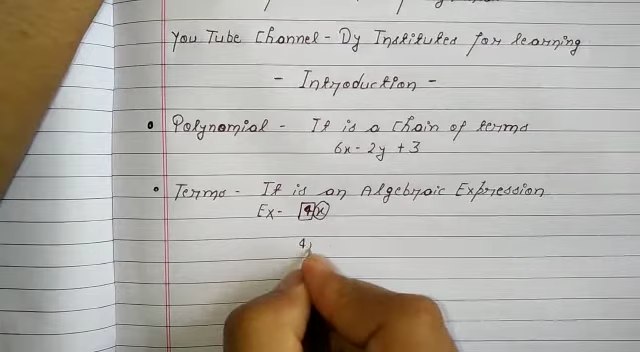 You Tube Channel - Dy Institutes for learning
- Introduction -
• Polynomial - It is a Chain of terms
6x - 2y + 3
• Terms - It is an Algebraic Expression
Ex - 4x
4